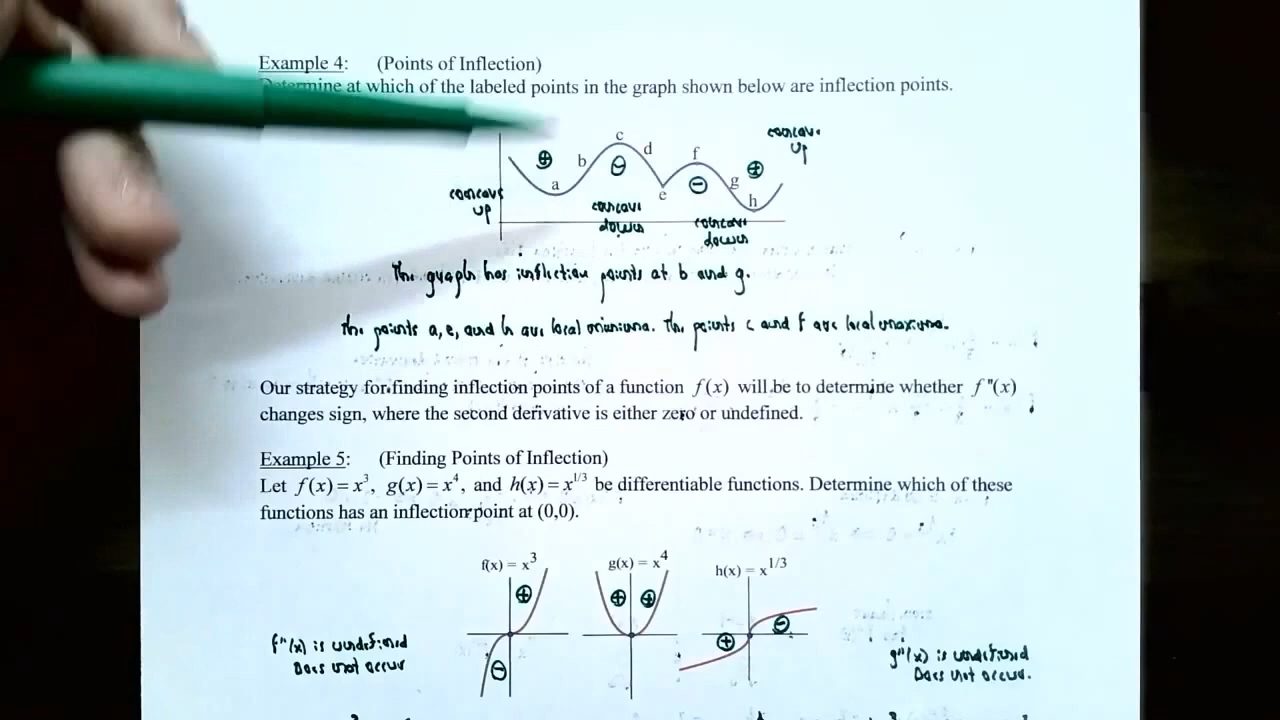 Example 4: (Points of Inflection)
Determine at which of the labeled points in the graph shown below are inflection points.
concave up
a
b
c
d
e
f
g
h
concave up
concave down
concave down
The graph has inflection points at b and g.
The points a, e, and h are local minima. The points c and f are local maxima.
Our strategy for finding inflection points of a function f(x) will be to determine whether f ''(x)
changes sign, where the second derivative is either zero or undefined.
Example 5: (Finding Points of Inflection)
Let f(x) = x³, g(x) = x⁴, and h(x) = x^1/3 be differentiable functions. Determine which of these
functions has an inflection point at (0,0).
f(x) = x³
g(x) = x⁴
h(x) = x^1/3
f''(x) is undefined
Does not occur
g''(x) is undefined
Does not occur.